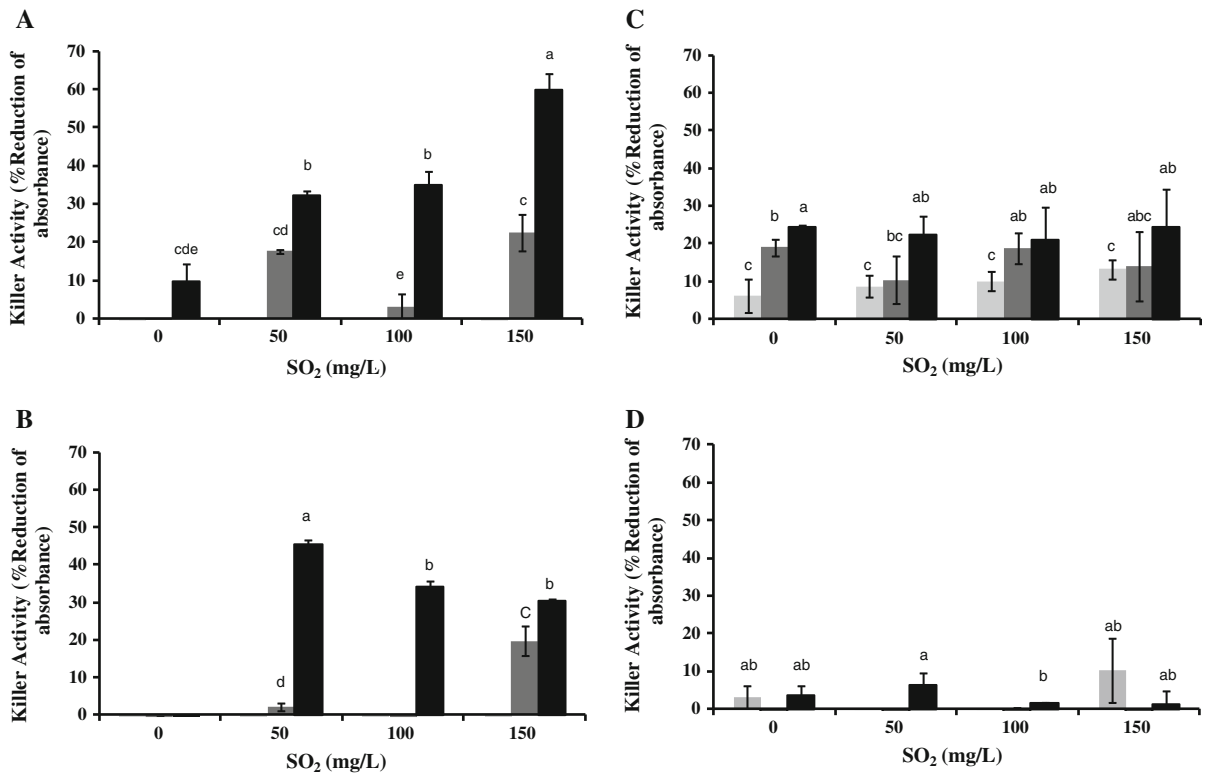 A
Killer Activity (% Reduction of
absorbance)
70
60
50
40
30
20
10
0
cde
cd
b
e
b
c
a
0 50 100 150
SO₂ (mg/L)
C
Killer Activity (% Reduction of
absorbance)
70
60
50
40
30
20
10
0
c b a
c bc ab
c ab ab
c abc ab
0 50 100 150
SO₂ (mg/L)
B
Killer Activity (% Reduction of
absorbance)
70
60
50
40
30
20
10
0
d
a
b
C
b
0 50 100 150
SO₂ (mg/L)
D
Killer Activity (% Reduction of
absorbance)
70
60
50
40
30
20
10
0
ab ab
a
b
ab ab
0 50 100 150
SO₂ (mg/L)